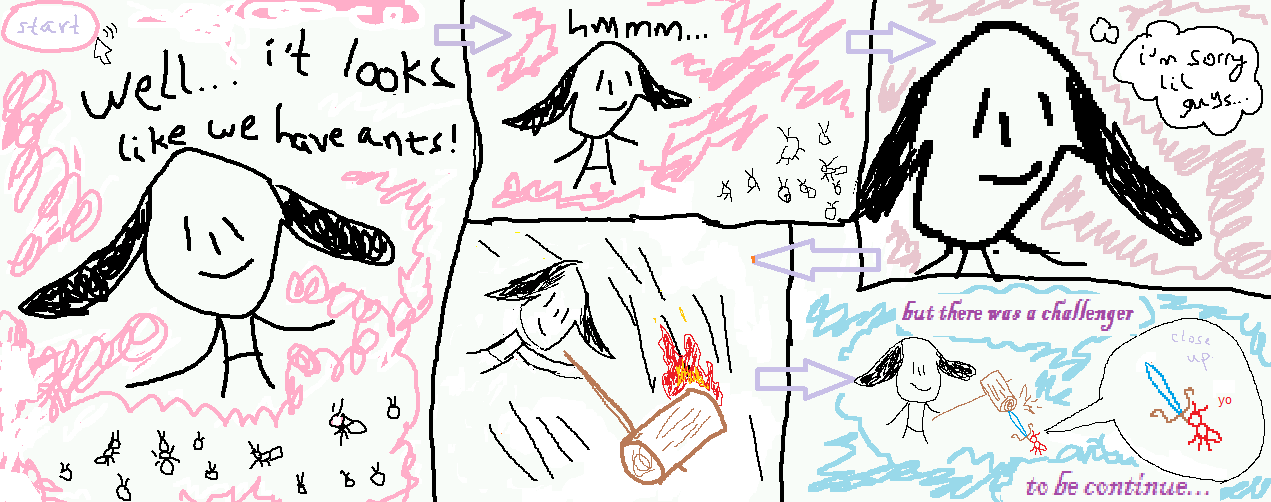 start
well... it looks
like we have ants!
hmmm...
i'm sorry
lil
guys...
but there was a challenger
close
up
yo
to be continue...